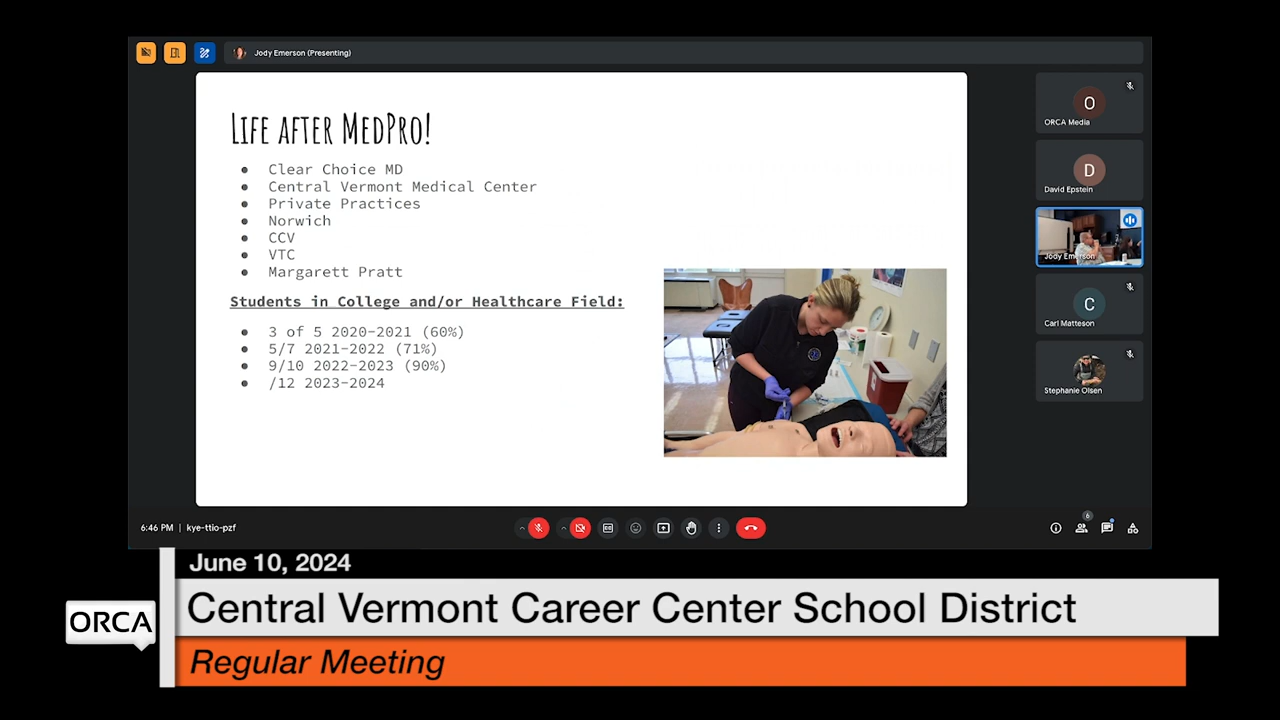 Jody Emerson (Presenting)
Life after MedPro!
Clear Choice MD
Central Vermont Medical Center
Private Practices
Norwich
CCV
VTC
Margarett Pratt
Students in College and/or Healthcare Field:
3 of 5 2020-2021 (60%)
5/7 2021-2022 (71%)
9/10 2022-2023 (90%)
/12 2023-2024
O
ORCA Media
D
David Epstein
Jody Emerson
C
Carl Matteson
Stephanie Olsen
6:46 PM | kye-ttio-pzf
6
June 10, 2024
Central Vermont Career Center School District
ORCA
Regular Meeting